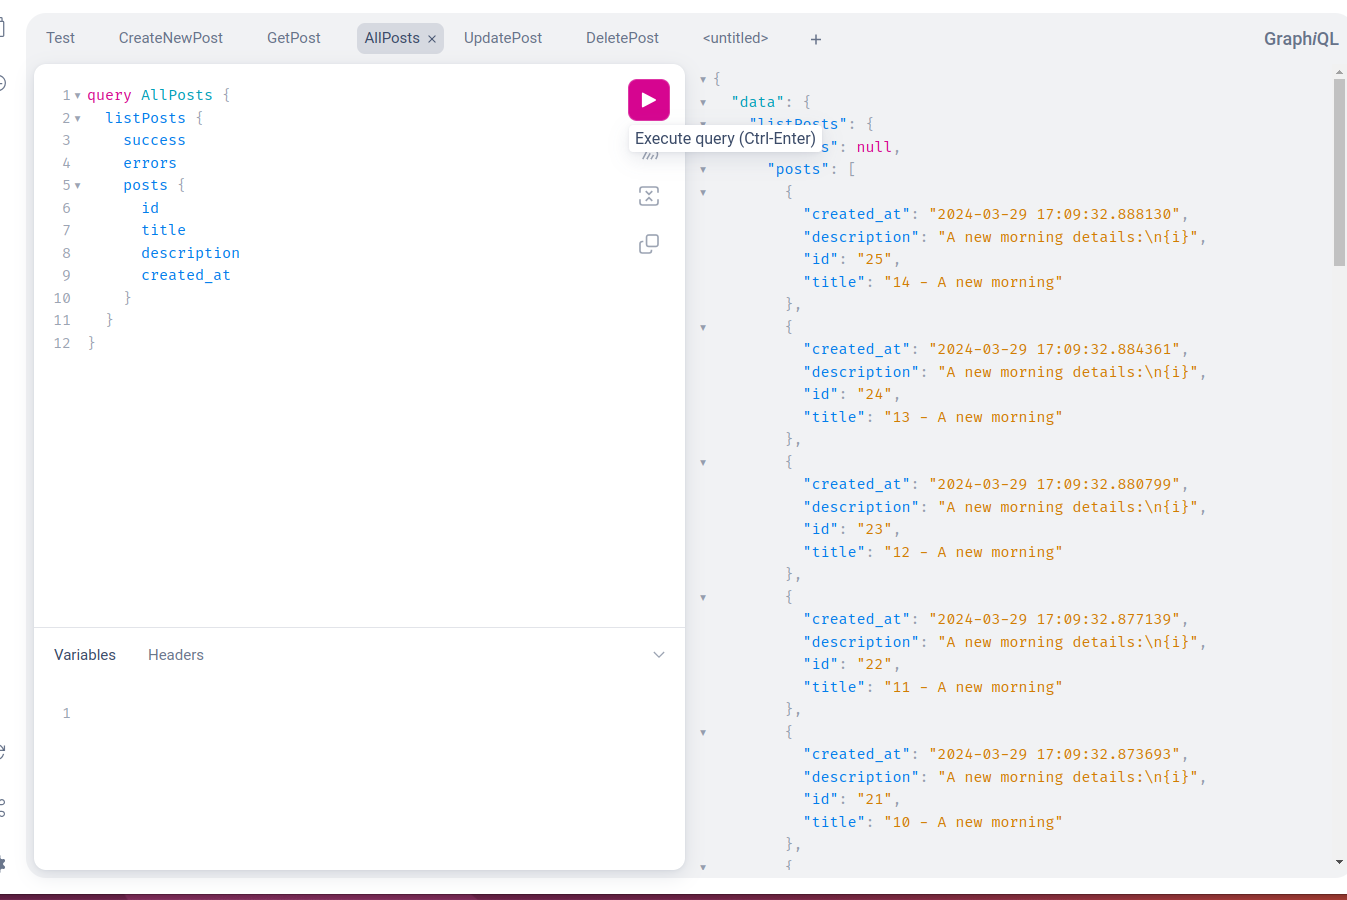 Test CreateNewPost GetPost AllPosts × UpdatePost DeletePost <untitled> + GraphiQL
1 query AllPosts {
2 listPosts {
3 success
4 errors
5 posts {
6 id
7 title
8 description
9 created_at
10 }
11 }
12 }
Execute query (Ctrl-Enter)
Variables Headers
1
{
"data": {
"listPosts": {
s": null,
"posts": [
{
"created_at": "2024-03-29 17:09:32.888130",
"description": "A new morning details:\n{i}",
"id": "25",
"title": "14 - A new morning"
},
{
"created_at": "2024-03-29 17:09:32.884361",
"description": "A new morning details:\n{i}",
"id": "24",
"title": "13 - A new morning"
},
{
"created_at": "2024-03-29 17:09:32.880799",
"description": "A new morning details:\n{i}",
"id": "23",
"title": "12 - A new morning"
},
{
"created_at": "2024-03-29 17:09:32.877139",
"description": "A new morning details:\n{i}",
"id": "22",
"title": "11 - A new morning"
},
{
"created_at": "2024-03-29 17:09:32.873693",
"description": "A new morning details:\n{i}",
"id": "21",
"title": "10 - A new morning"
},
{